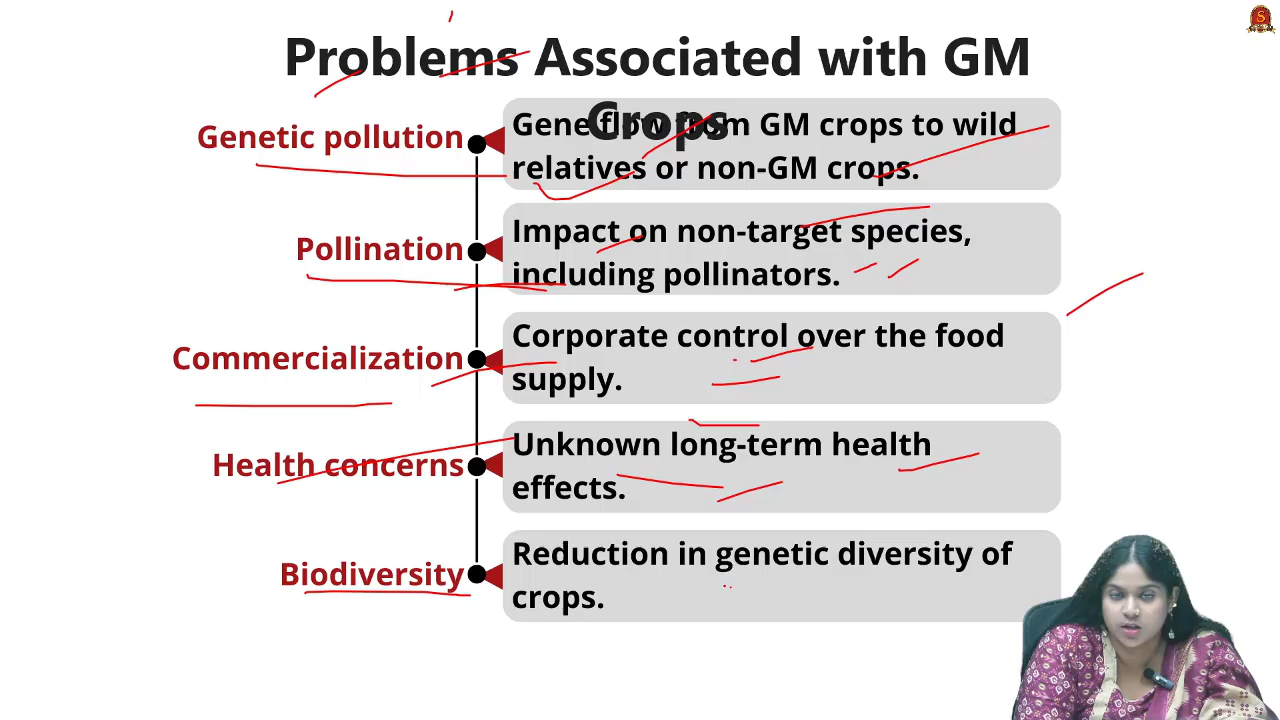 Problems Associated with GM
Crops
Genetic pollution
Gene flow from GM crops to wild
relatives or non-GM crops.
Pollination
Impact on non-target species,
including pollinators.
Commercialization
Corporate control over the food
supply.
Health concerns
Unknown long-term health
effects.
Biodiversity
Reduction in genetic diversity of
crops.